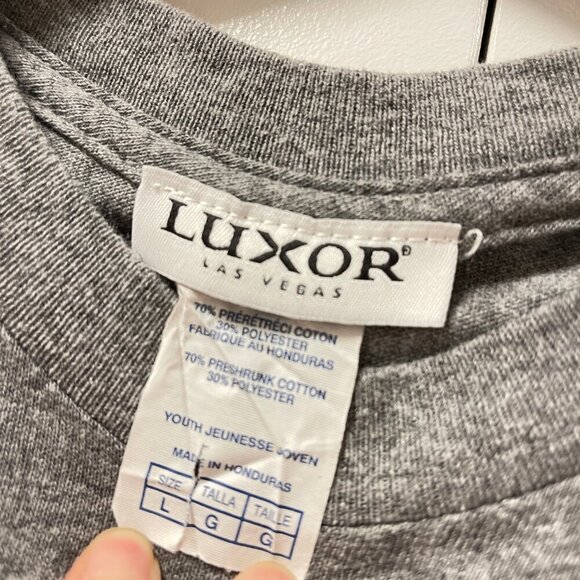 LUXOR®
LAS VEGAS
70% PRÉRÉTRÉCI COTON
30% POLYESTER
FABRIQUE AU HONDURAS
70% PRESHRUNK COTTON
30% POLYESTER
YOUTH JEUNESSE JOVEN
MADE IN HONDURAS
SIZE TALLA TAILLE
L G G